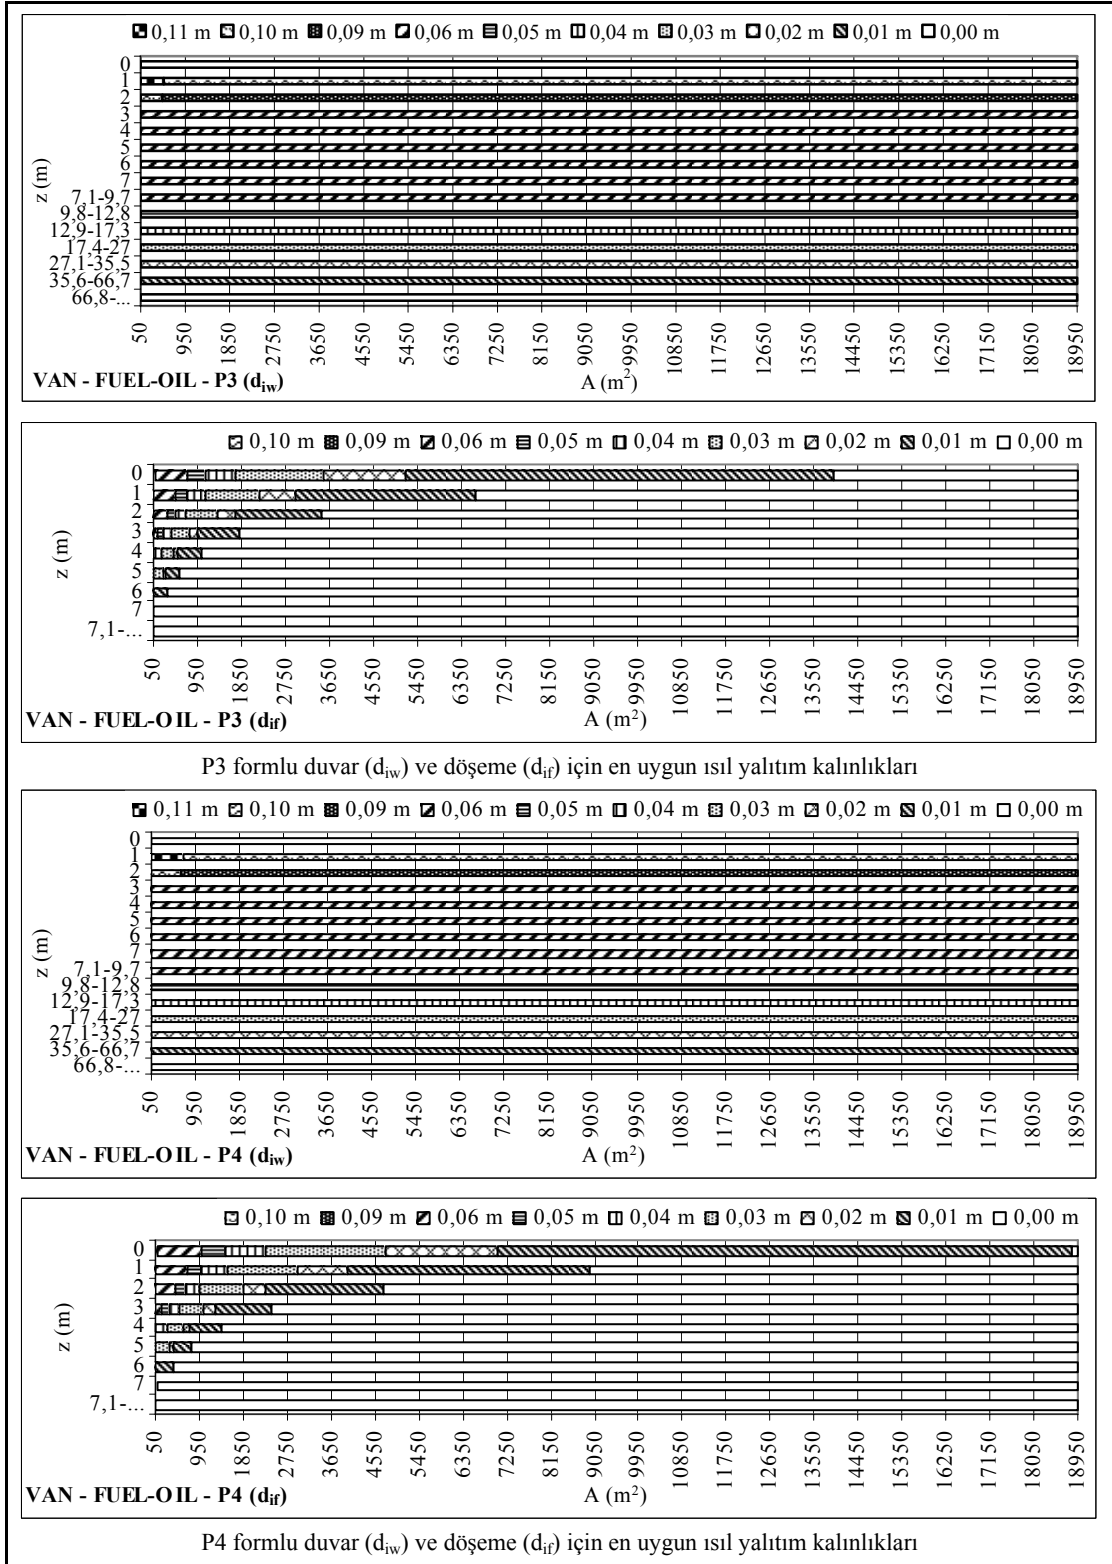 0,11 m 0,10 m 0,09 m 0,06 m 0,05 m 0,04 m 0,03 m 0,02 m 0,01 m 0,00 m
z (m)
0
1
2
3
4
5
6
7
7,1-9,7
9,8-12,8
12,9-17,3
17,4-27
27,1-35,5
35,6-66,7
66,8-...
50 950 1850 2750 3650 4550 5450 6350 7250 8150 9050 9950 10850 11750 12650 13550 14450 15350 16250 17150 18050 18950
VAN - FUEL-OIL - P3 (diw) A (m²)
0,10 m 0,09 m 0,06 m 0,05 m 0,04 m 0,03 m 0,02 m 0,01 m 0,00 m
z (m)
0
1
2
3
4
5
6
7
7,1-...
50 950 1850 2750 3650 4550 5450 6350 7250 8150 9050 9950 10850 11750 12650 13550 14450 15350 16250 17150 18050 18950
VAN - FUEL-OIL - P3 (dif) A (m²)
P3 formlu duvar (diw) ve döşeme (dif) için en uygun ısıl yalıtım kalınlıkları
0,11 m 0,10 m 0,09 m 0,06 m 0,05 m 0,04 m 0,03 m 0,02 m 0,01 m 0,00 m
z (m)
0
1
2
3
4
5
6
7
7,1-9,7
9,8-12,8
12,9-17,3
17,4-27
27,1-35,5
35,6-66,7
66,8-...
50 950 1850 2750 3650 4550 5450 6350 7250 8150 9050 9950 10850 11750 12650 13550 14450 15350 16250 17150 18050 18950
VAN - FUEL-OIL - P4 (diw) A (m²)
0,10 m 0,09 m 0,06 m 0,05 m 0,04 m 0,03 m 0,02 m 0,01 m 0,00 m
z (m)
0
1
2
3
4
5
6
7
7,1-...
50 950 1850 2750 3650 4550 5450 6350 7250 8150 9050 9950 10850 11750 12650 13550 14450 15350 16250 17150 18050 18950
VAN - FUEL-OIL - P4 (dif) A (m²)
P4 formlu duvar (diw) ve döşeme (dif) için en uygun ısıl yalıtım kalınlıkları